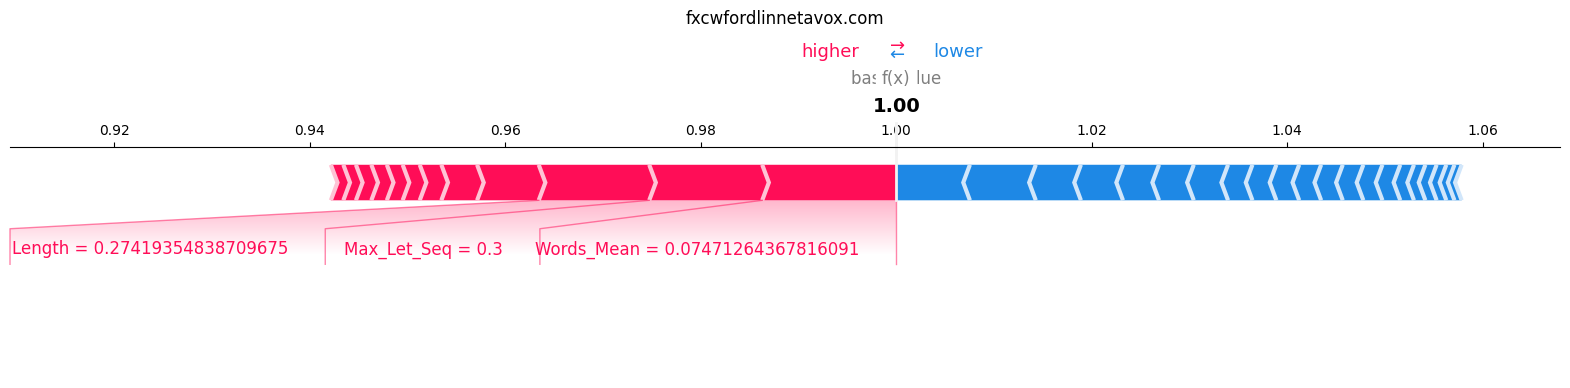 fxcwfordlinnetavox.com
higher ⇄ lower
f(x)
1.00
0.92 0.94 0.96 0.98 1.00 1.02 1.04 1.06
Length = 0.27419354838709675 Max_Let_Seq = 0.3 Words_Mean = 0.07471264367816091